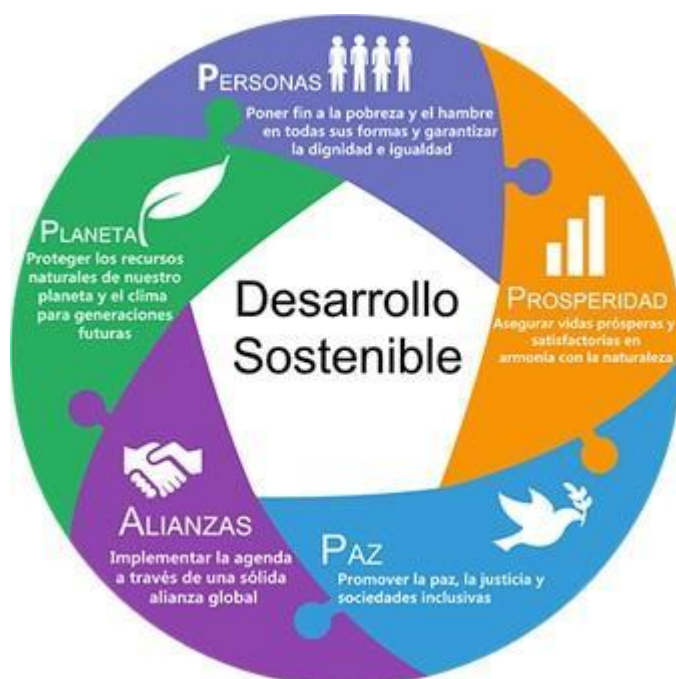 PERSONAS
Poner fin a la pobreza y el hambre
en todas sus formas y garantizar
la dignidad e igualdad
PROSPERIDAD
Asegurar vidas prósperas y
satisfactorias en
armonia con la naturaleza
PAZ
Promover la paz, la justicia y
sociedades inclusivas
ALIANZAS
Implementar la agenda
a través de una sólida
alianza global
PLANETA
Proteger los recursos
naturales de nuestro
planeta y el clima
para generaciones
futuras
Desarrollo
Sostenible